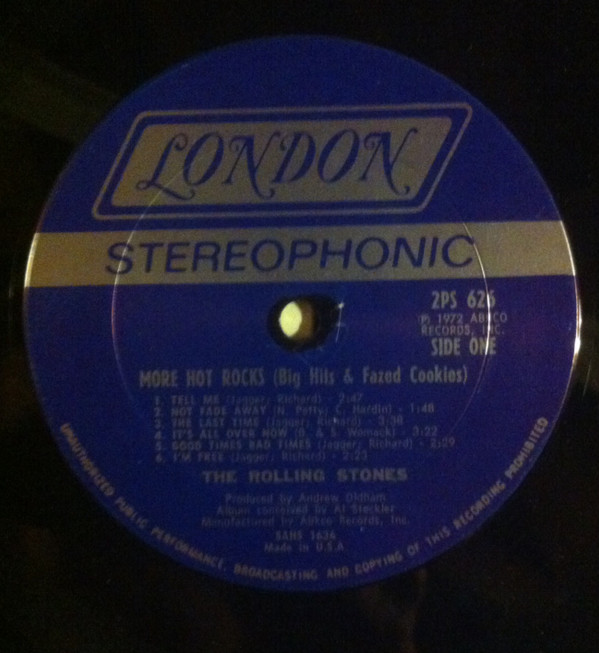 LONDON
STEREOPHONIC
2PS 626
℗ 1972 ABKCO
RECORDS, INC.
SIDE ONE
MORE HOT ROCKS (Big Hits & Fazed Cookies)
1. TELL ME (Jagger; Richard) - 2:47
2. NOT FADE AWAY (N. Petty; C. Hardin) - 1:48
3. THE LAST TIME (Jagger; Richard) - 3:38
4. IT'S ALL OVER NOW (B. & S. Womack) - 3:22
5. GOOD TIMES BAD TIMES (Jagger; Richard) - 2:29
6. I'M FREE (Jagger; Richard) - 2:23
THE ROLLING STONES
Produced by Andrew Oldham
Album conceived by Al Steckler
Manufactured by Abkco Records, Inc.
1634
Made in U.S.A.
UNAUTHORIZED PUBLIC PERFORMANCE, BROADCASTING AND COPYING OF THIS RECORDING PROHIBITED